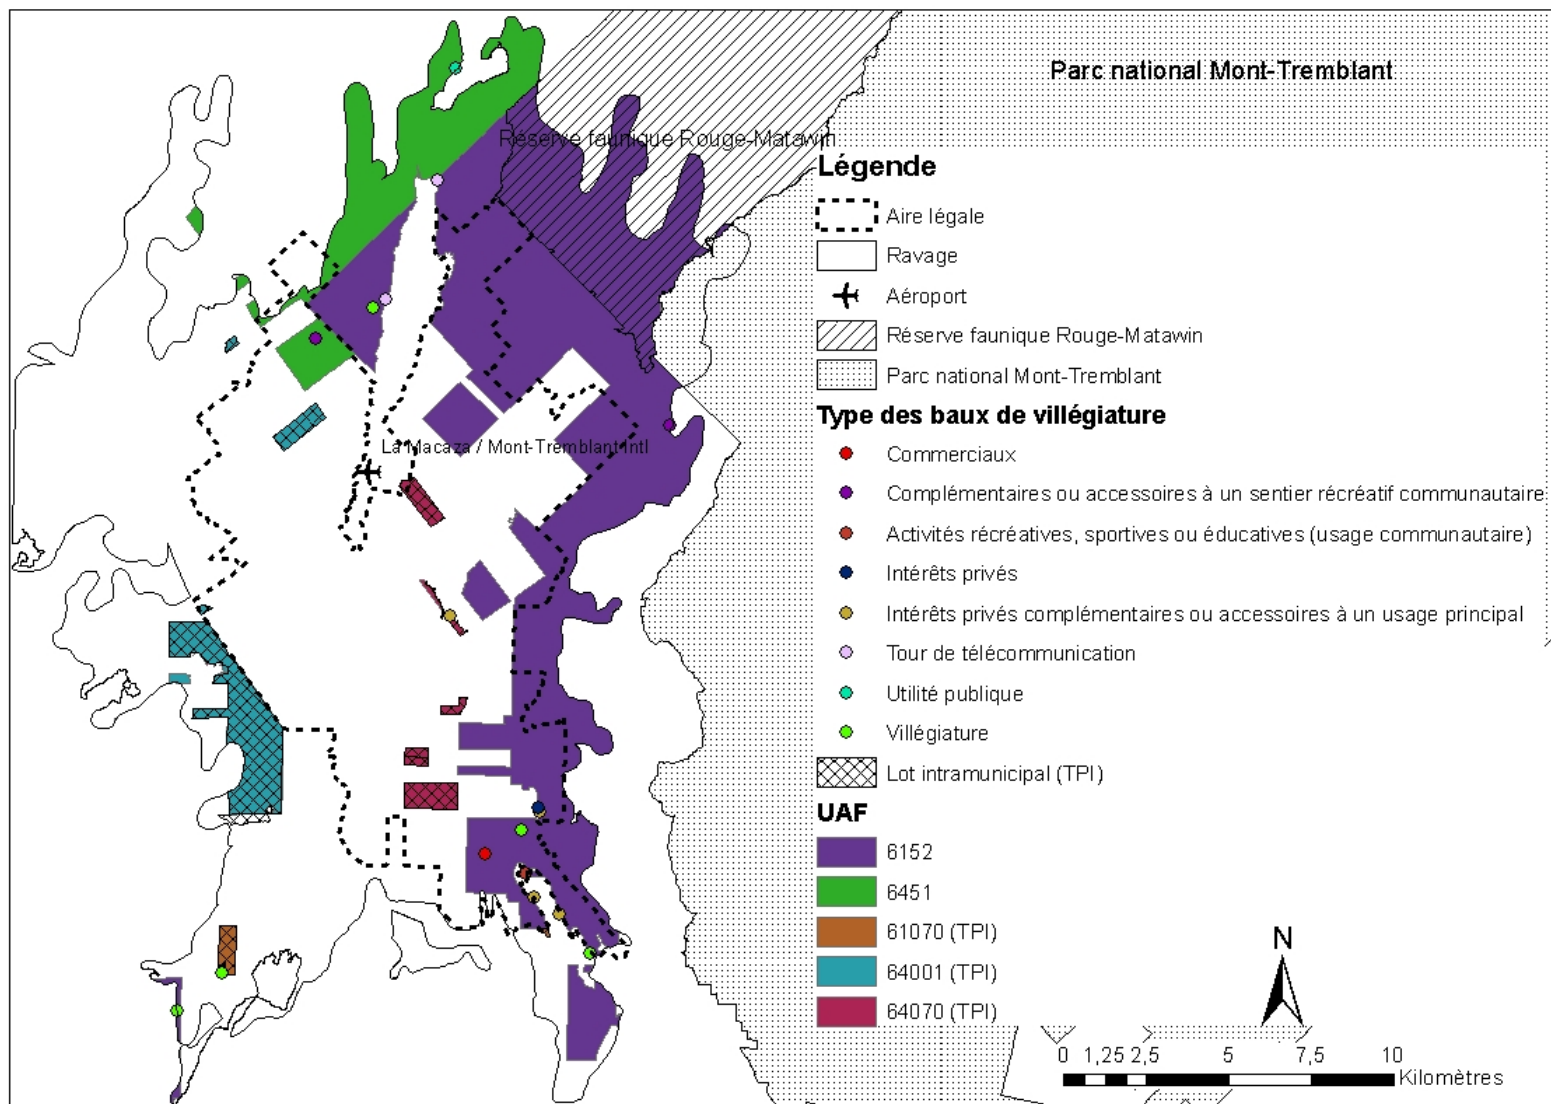 Parc national Mont-Tremblant
Réserve faunique Rouge-Matawin
La Macaza / Mont-Tremblant Intl
Légende
Aire légale
Ravage
Aéroport
Réserve faunique Rouge-Matawin
Parc national Mont-Tremblant
Type des baux de villégiature
Commerciaux
Complémentaires ou accessoires à un sentier récréatif communautaire
Activités récréatives, sportives ou éducatives (usage communautaire)
Intérêts privés
Intérêts privés complémentaires ou accessoires à un usage principal
Tour de télécommunication
Utilité publique
Villégiature
Lot intramunicipal (TPI)
UAF
6152
6451
61070 (TPI)
64001 (TPI)
64070 (TPI)
N
0 1,25 2,5 5 7,5 10
Kilomètres